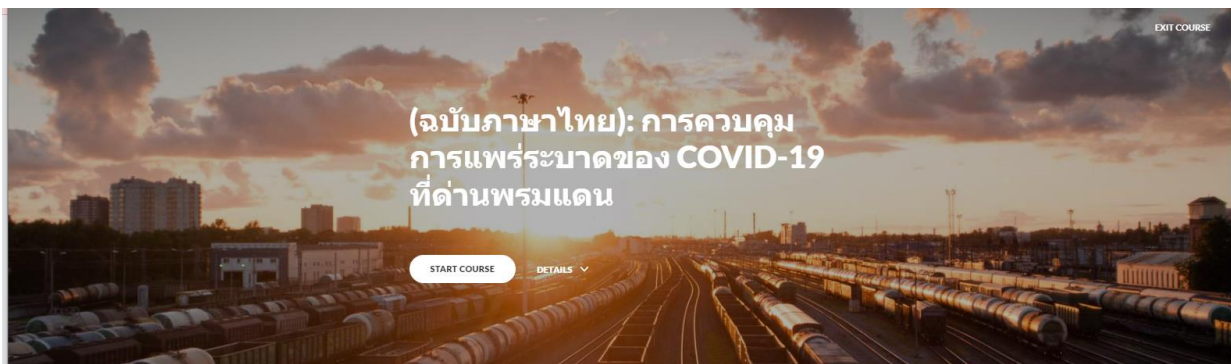 EXIT COURSE
(ฉบับภาษาไทย): การควบคุม
การแพร่ระบาดของ COVID-19
ที่ด่านพรมแดน
START COURSE
DETAILS